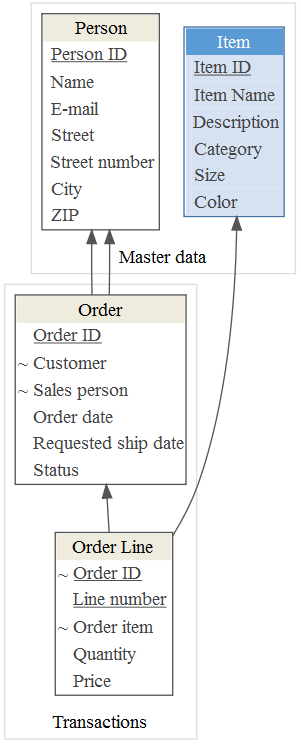 Person
Person ID
Name
E-mail
Street
Street number
City
ZIP
Item
Item ID
Item Name
Description
Category
Size
Color
Master data
Order
Order ID
~ Customer
~ Sales person
Order date
Requested ship date
Status
Order Line
~ Order ID
Line number
~ Order item
Quantity
Price
Transactions